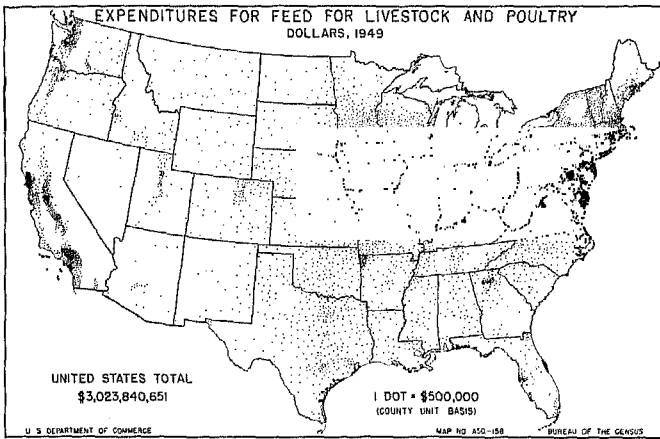 EXPENDITURES FOR FEED FOR LIVESTOCK AND POULTRY
DOLLARS, 1949
UNITED STATES TOTAL
$3,023,840,651
1 DOT = $500,000
(COUNTY UNIT BASIS)
U S DEPARTMENT OF COMMERCE
MAP NO A50-158
BUREAU OF THE CENSUS